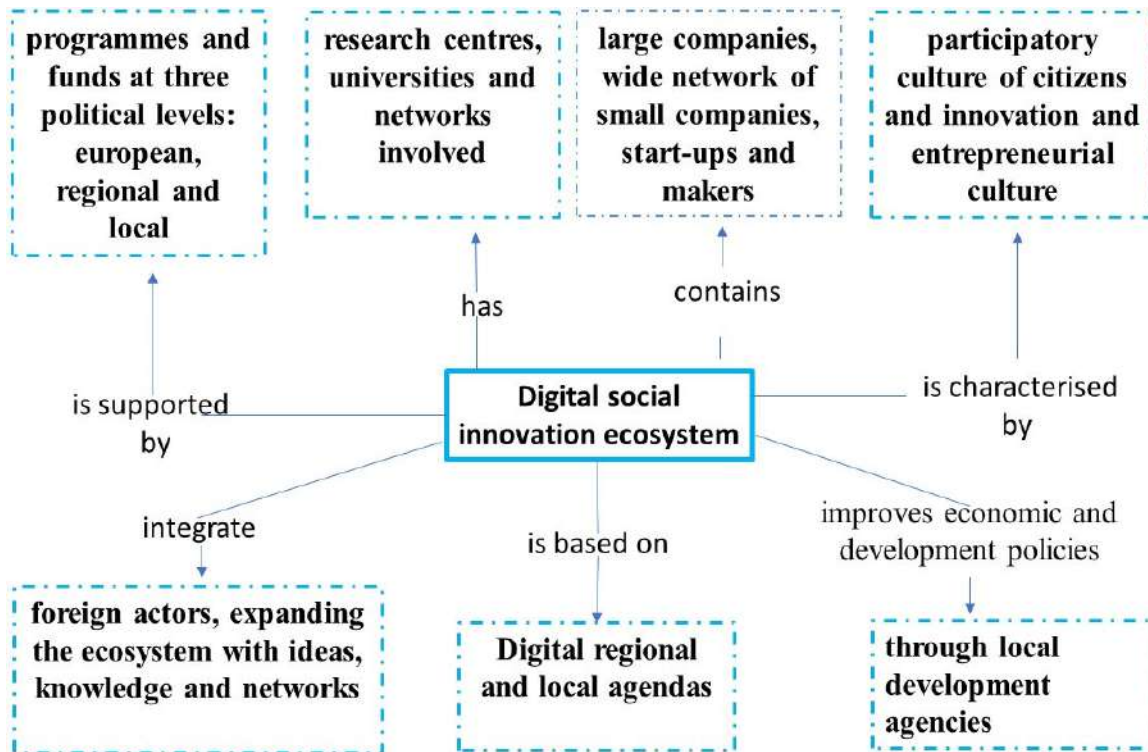 programmes and
funds at three
political levels:
european,
regional and
local
research centres,
universities and
networks
involved
large companies,
wide network of
small companies,
start-ups and
makers
participatory
culture of citizens
and innovation and
entrepreneurial
culture
is supported
by
has
contains
is characterised
by
Digital social
innovation ecosystem
integrate
is based on
improves economic and
development policies
foreign actors, expanding
the ecosystem with ideas,
knowledge and networks
Digital regional
and local agendas
through local
development
agencies